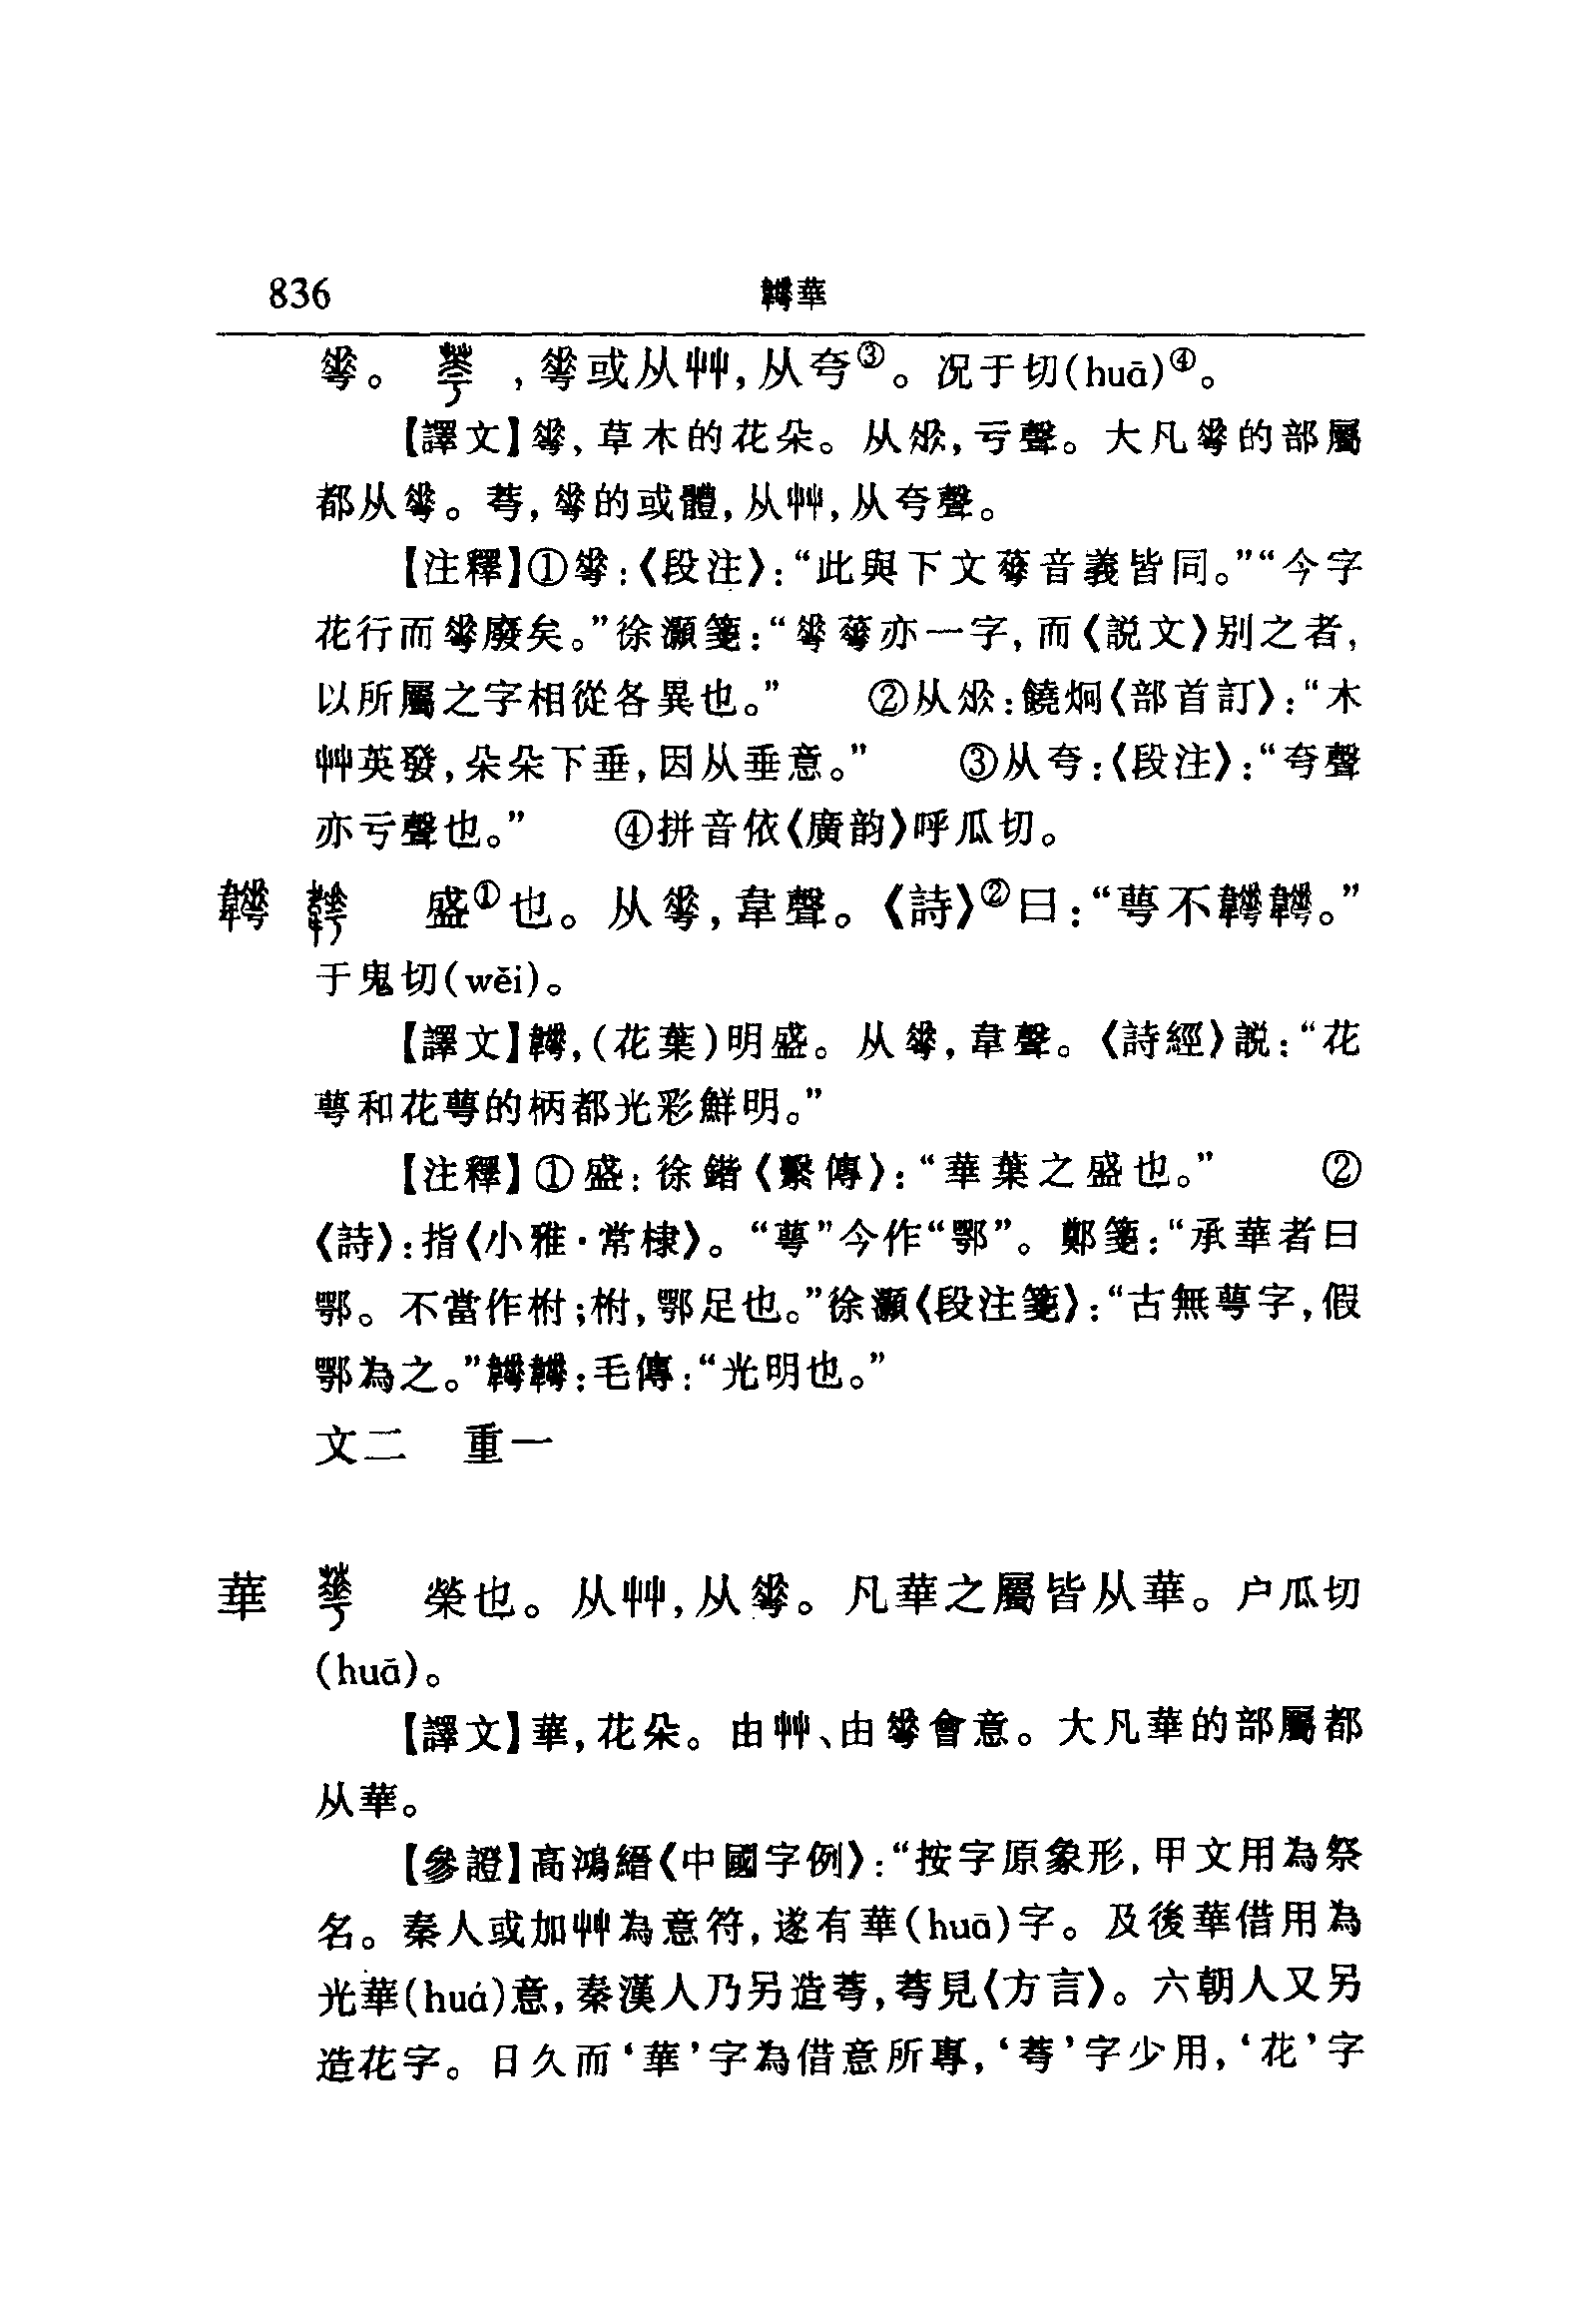 836
𩏠華
𠌶。 ,𠌶或从艸,从夸③。况于切(huā)④。
【譯文】𠌶,草木的花朵。从𠂹,亏聲。大凡𠌶的部屬
都从𠌶。荂,𠌶的或體,从艸,从夸聲。
【注釋】①𠌶:《段注》:“此與下文蕐音義皆同。”“今字
花行而𠌶廢矣。”徐灝箋:“𠌶蕐亦一字,而《説文》别之者,
以所屬之字相從各異也。” ②从𠂹:饒炯《部首訂》:“木
艸英發,朵朵下垂,因从垂意。” ③从夸:《段注》:“夸聲
亦亏聲也。” ④拼音依《廣韵》呼瓜切。
𩏠 盛①也。从𠌶,韋聲。《詩》②曰:“萼不𩏠𩏠。”
于鬼切(wěi)。
【譯文】𩏠,(花葉)明盛。从𠌶,韋聲。《詩經》説:“花
萼和花萼的柄都光彩鮮明。”
【注釋】①盛:徐鍇《繫傳》:“華葉之盛也。” ②
《詩》:指《小雅·常棣》。“萼”今作“鄂”。鄭箋:“承華者曰
鄂。不當作柎;柎,鄂足也。”徐灝《段注箋》:“古無萼字,假
鄂為之。”𩏠𩏠:毛傳:“光明也。”
文二 重一
華 榮也。从艸,从𠌶。凡華之屬皆从華。户瓜切
(huā)。
【譯文】華,花朵。由艸、由𠌶會意。大凡華的部屬都
从華。
【參證】高鴻縉《中國字例》:“按字原象形,甲文用為祭
名。秦人或加艸為意符,遂有華(huā)字。及後華借用為
光華(huá)意,秦漢人乃另造荂,荂見《方言》。六朝人又另
造花字。日久而‘華’字為借意所專,‘荂’字少用,‘花’字